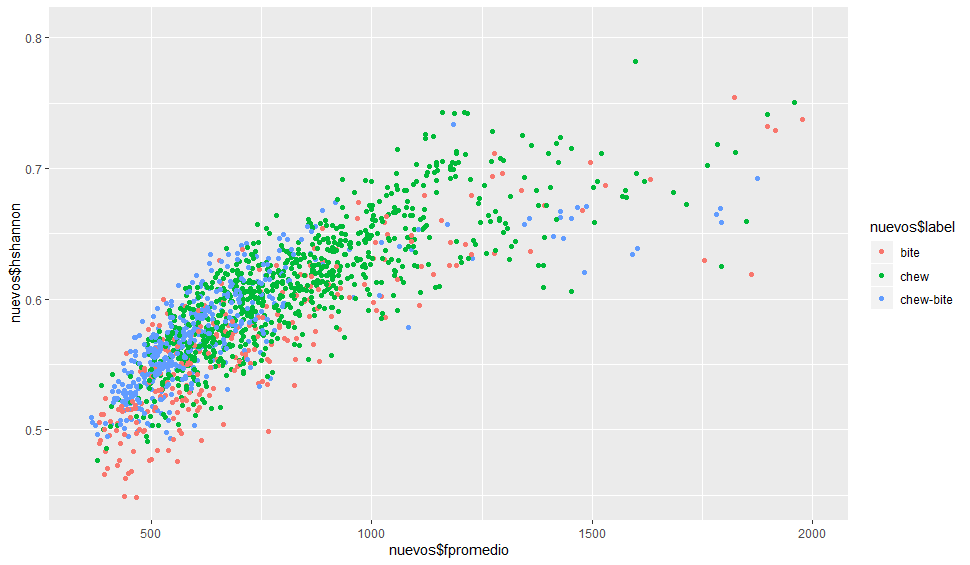 0.8
0.7
0.6
0.5
nuevos$hshannon
500
1000
1500
2000
nuevos$fpromedio
nuevos$label
bite
chew
chew-bite